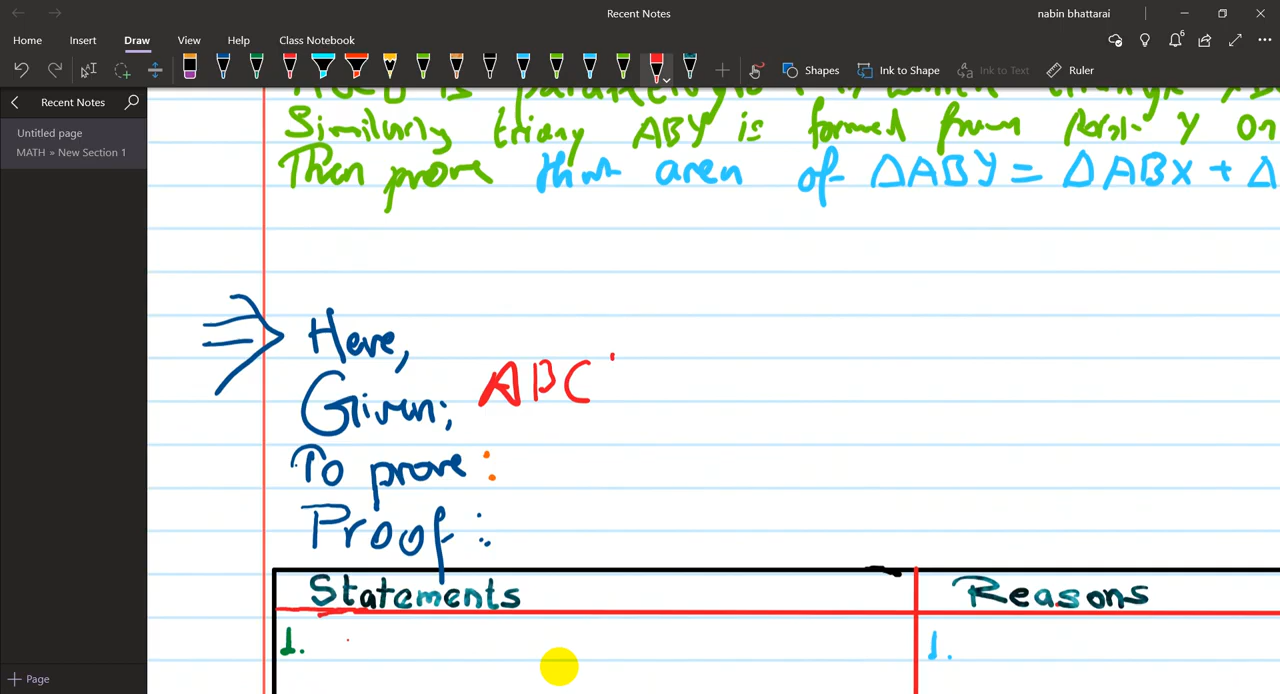 Recent Notes
nabin bhattarai
Home Insert Draw View Help Class Notebook
6
Shapes Ink to Shape Ink to Text Ruler
Recent Notes
Untitled page
MATH » New Section 1
Similarly ABY is formed from Y on
Then prove that area of ΔABY = ΔABX + Δ
Here,
Given; ABC
To prove :
Proof :
Statements Reasons
1. 1.
Page